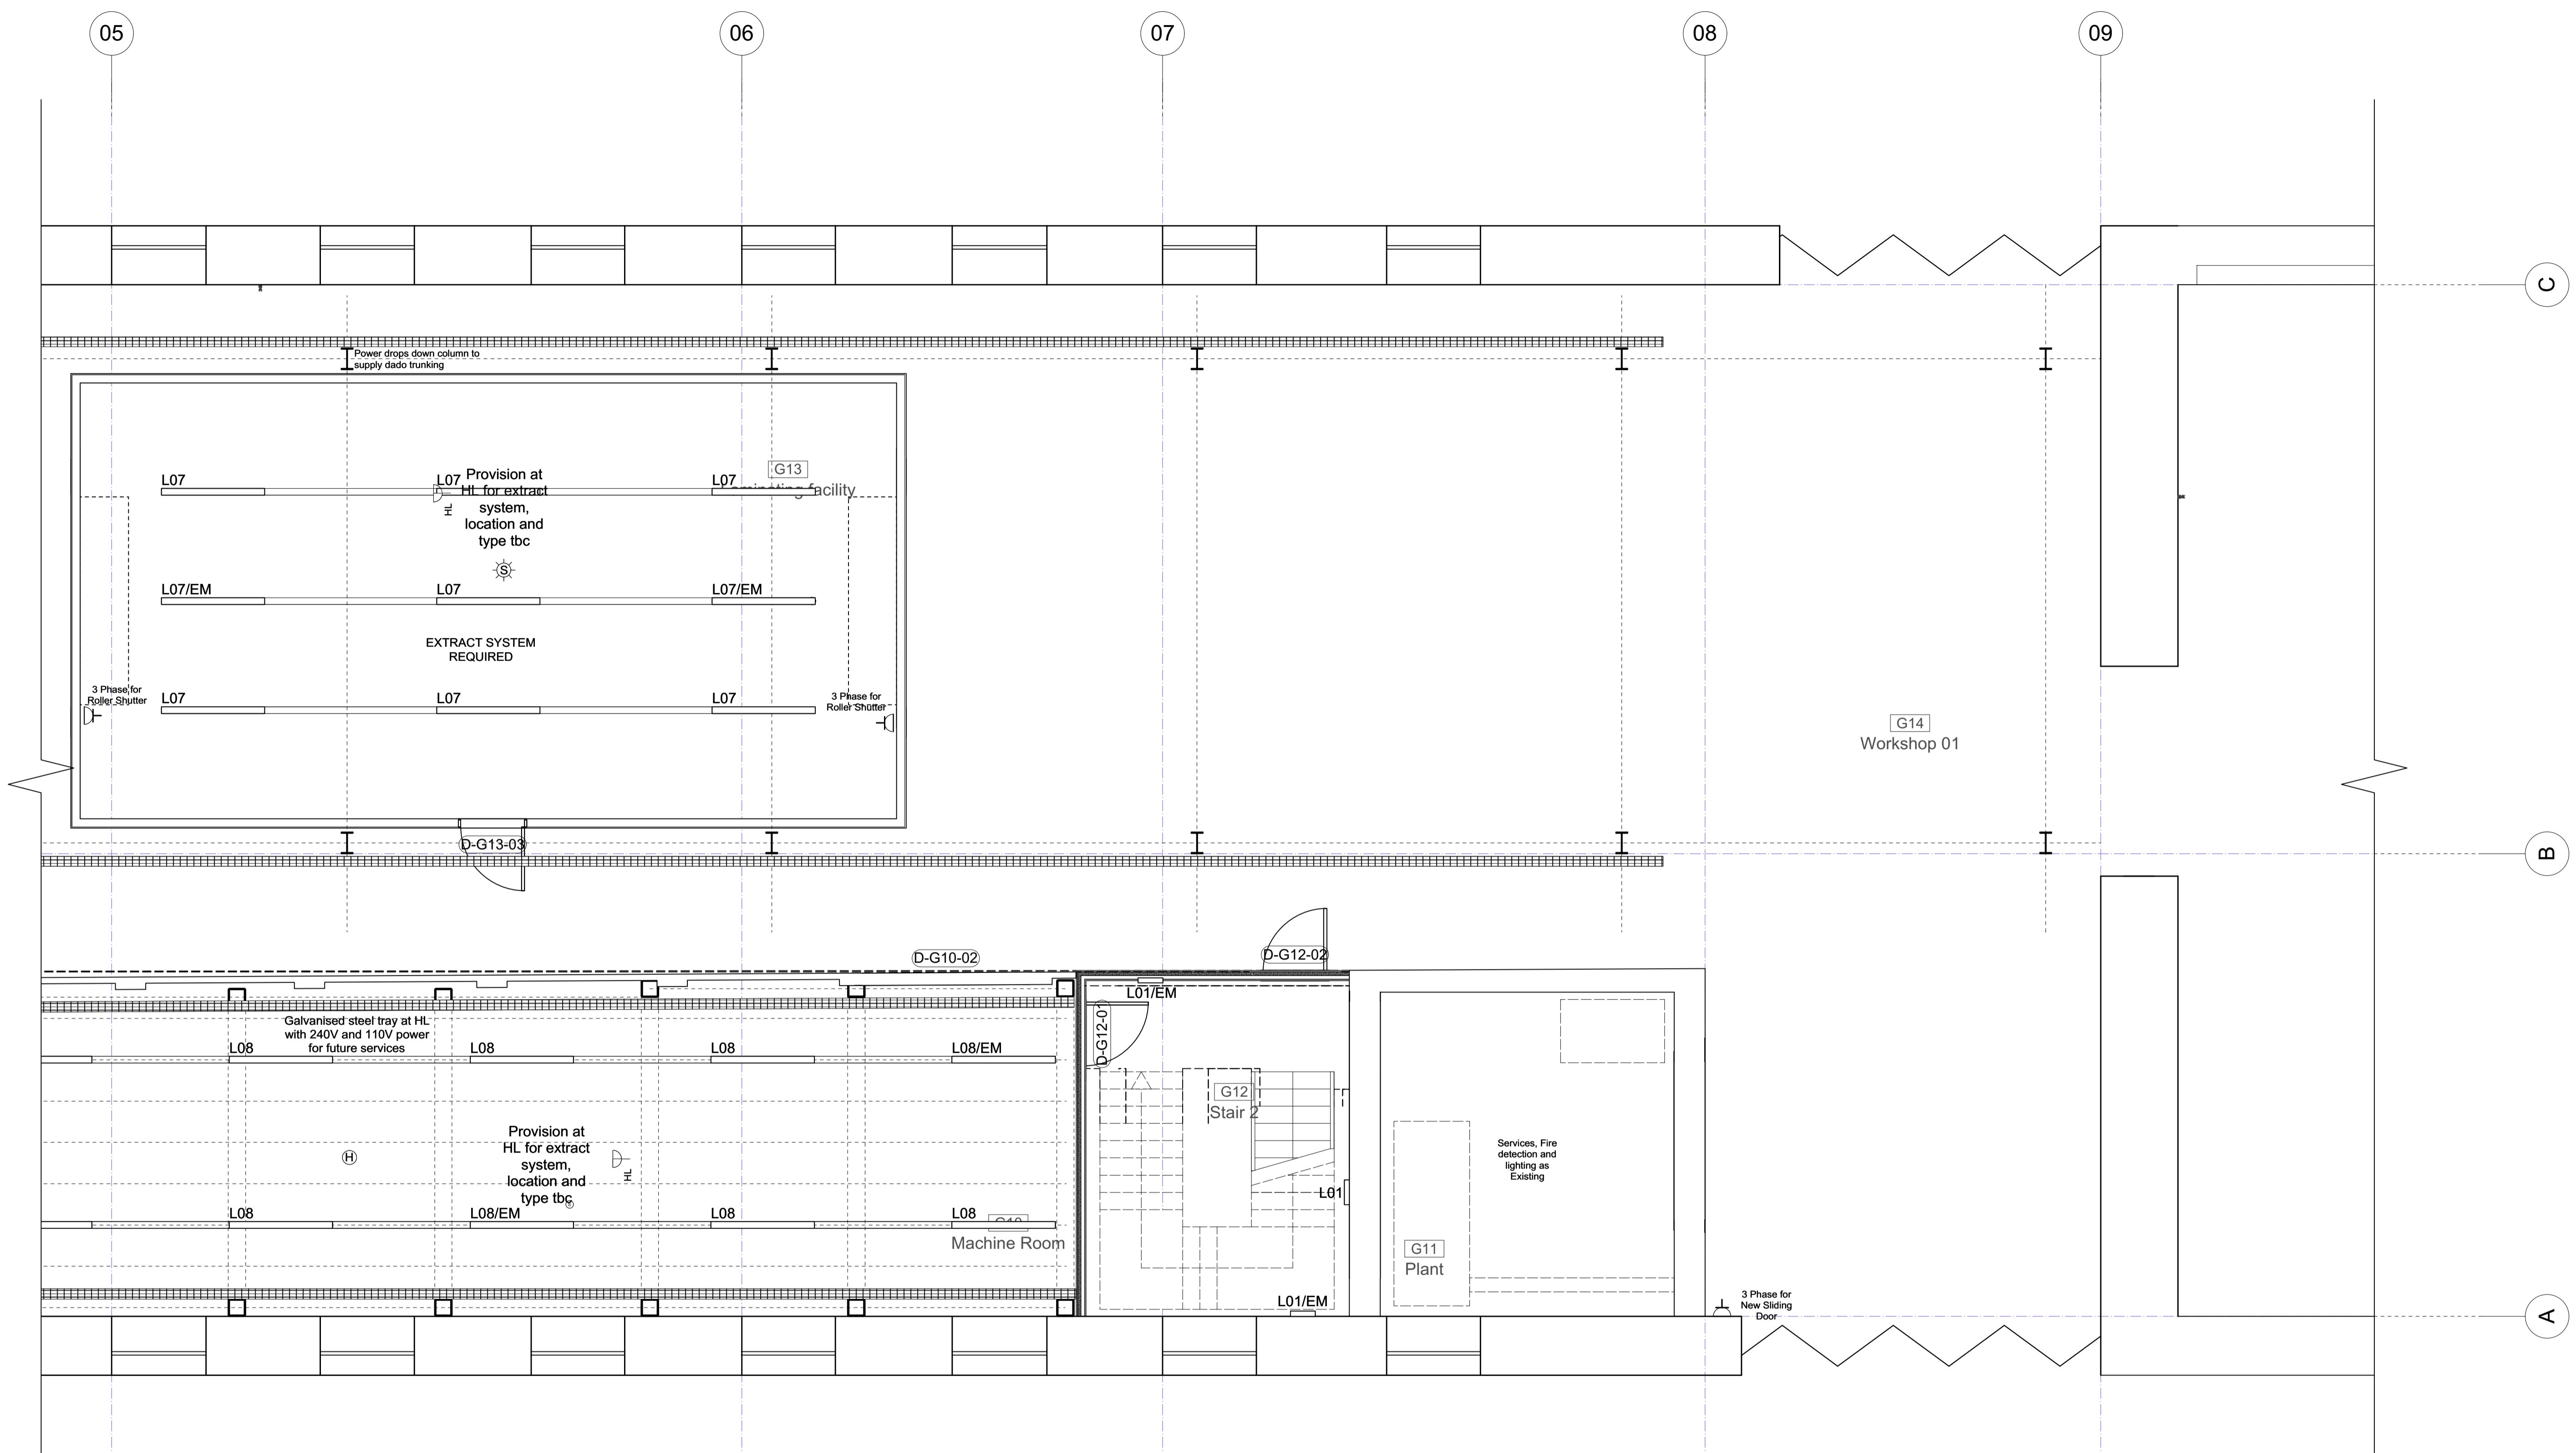 05
06
07
08
09
C
Power drops down column to
supply dado trunking
L07
L07
L07
Provision at
HL for extract
system,
location and
type tbc
HL
G13
facility
S
L07/EM
L07
L07/EM
EXTRACT SYSTEM
REQUIRED
3 Phase for
Roller Shutter
L07
L07
L07
3 Phase for
Roller Shutter
G14
Workshop 01
D-G13-03
B
D-G10-02
D-G12-02
L01/EM
D-G12-01
Galvanised steel tray at HL
with 240V and 110V power
for future services
L08
L08
L08
L08/EM
G12
Stair 2
Provision at
HL for extract
system,
location and
type tbc
H
HL
Services, Fire
detection and
lighting as
Existing
L01
L08
L08/EM
L08
L08
Machine Room
G11
Plant
L01/EM
3 Phase for
New Sliding
Door
A